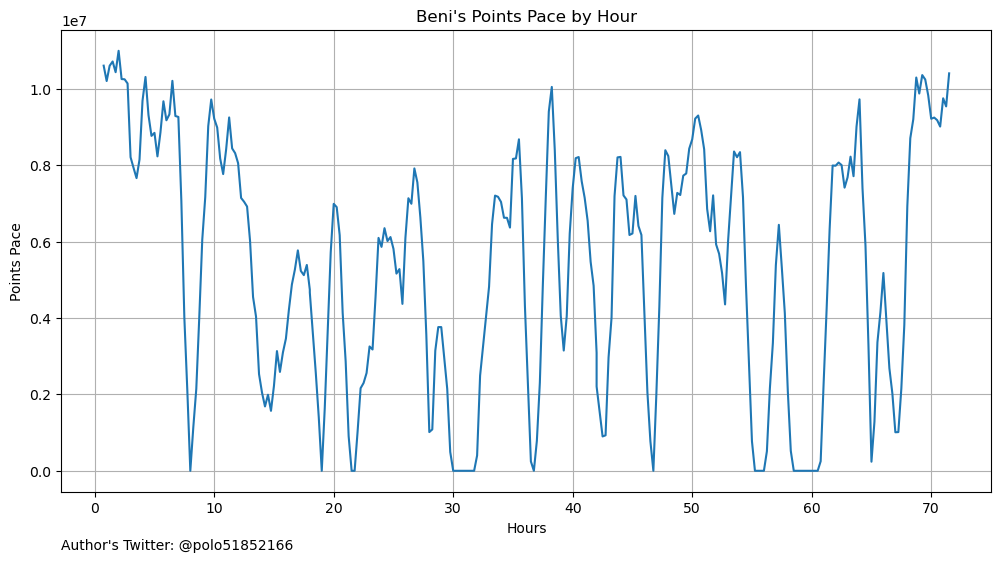 Beni's Points Pace by Hour
1e7
1.0
0.8
0.6
0.4
0.2
0.0
Points Pace
0 10 20 30 40 50 60 70
Hours
Author's Twitter: @polo51852166